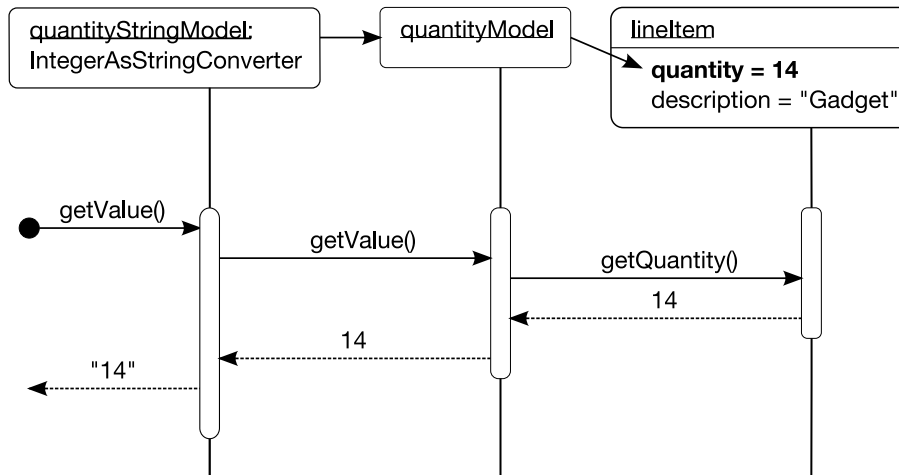 quantityStringModel:
IntegerAsStringConverter
quantityModel
lineItem
quantity = 14
description = "Gadget"
getValue()
getValue()
getQuantity()
14
14
"14"